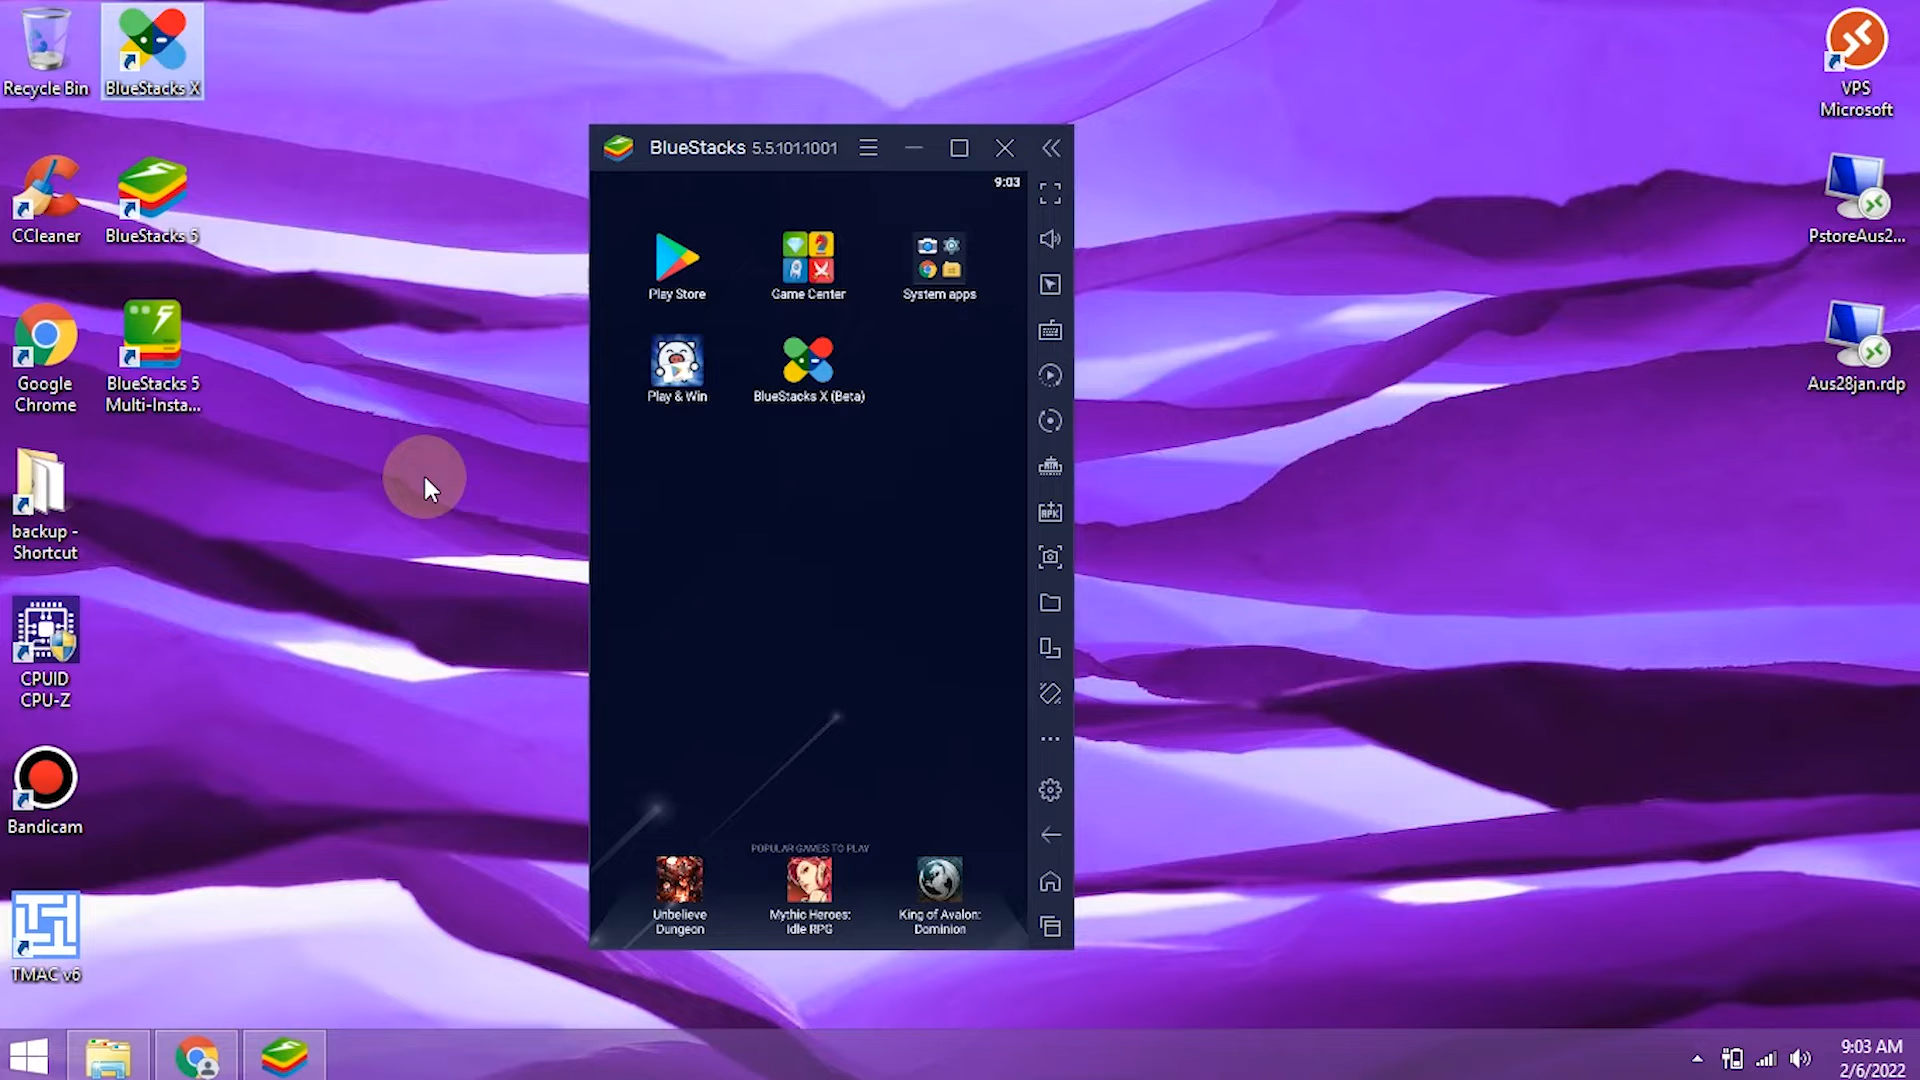 Recycle Bin
BlueStacks X
CCleaner
BlueStacks 5
Google
Chrome
BlueStacks 5
Multi-Insta...
backup -
Shortcut
CPUID
CPU-Z
Bandicam
TMAC v6
BlueStacks 5.5.101.1001
9:03
Play Store
Game Center
System apps
Play & Win
BlueStacks X (Beta)
POPULAR GAMES TO PLAY
Unbelieve
Dungeon
Mythic Heroes:
Idle RPG
King of Avalon:
Dominion
APK
VPS
Microsoft
PstoreAus2...
Aus28jan.rdp
9:03 AM
2/6/2022